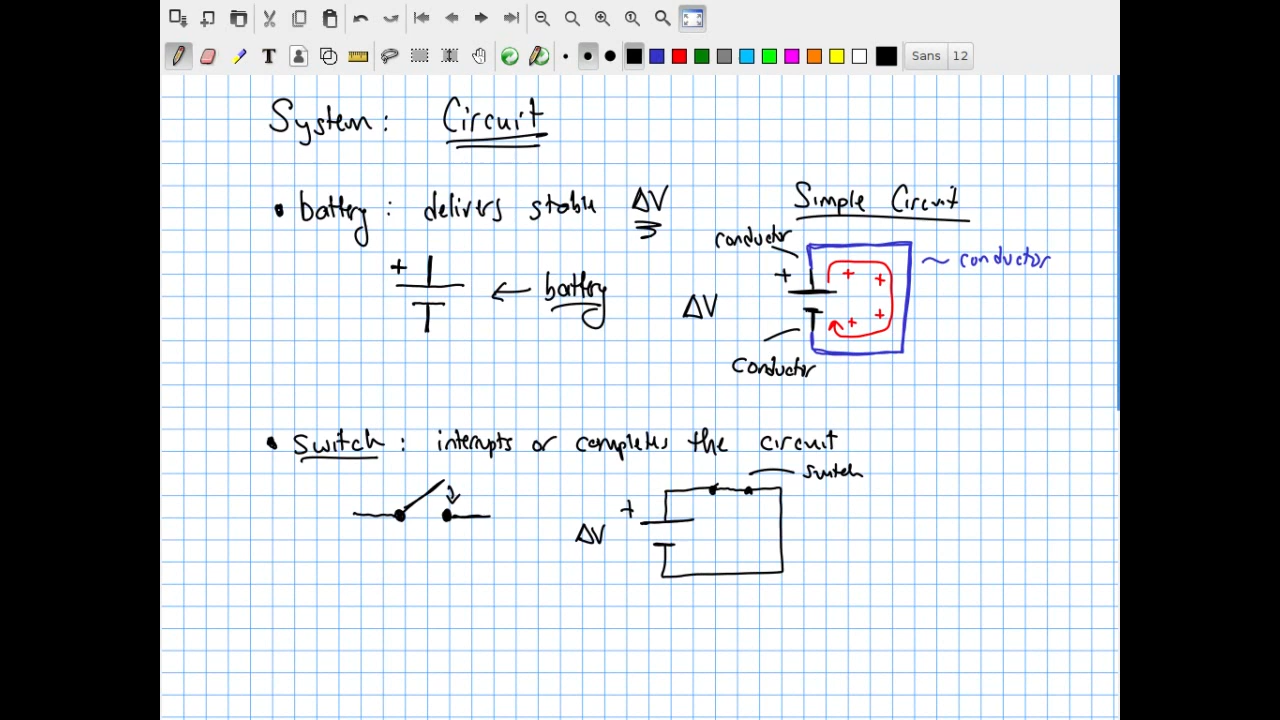 Sans 12
System: Circuit
• battery: delivers stable ΔV
Simple Circuit
conductor
~ conductor
+
+
← battery
ΔV
+ +
+ +
Conductor
• Switch: interrupts or completes the circuit
switch
+
ΔV